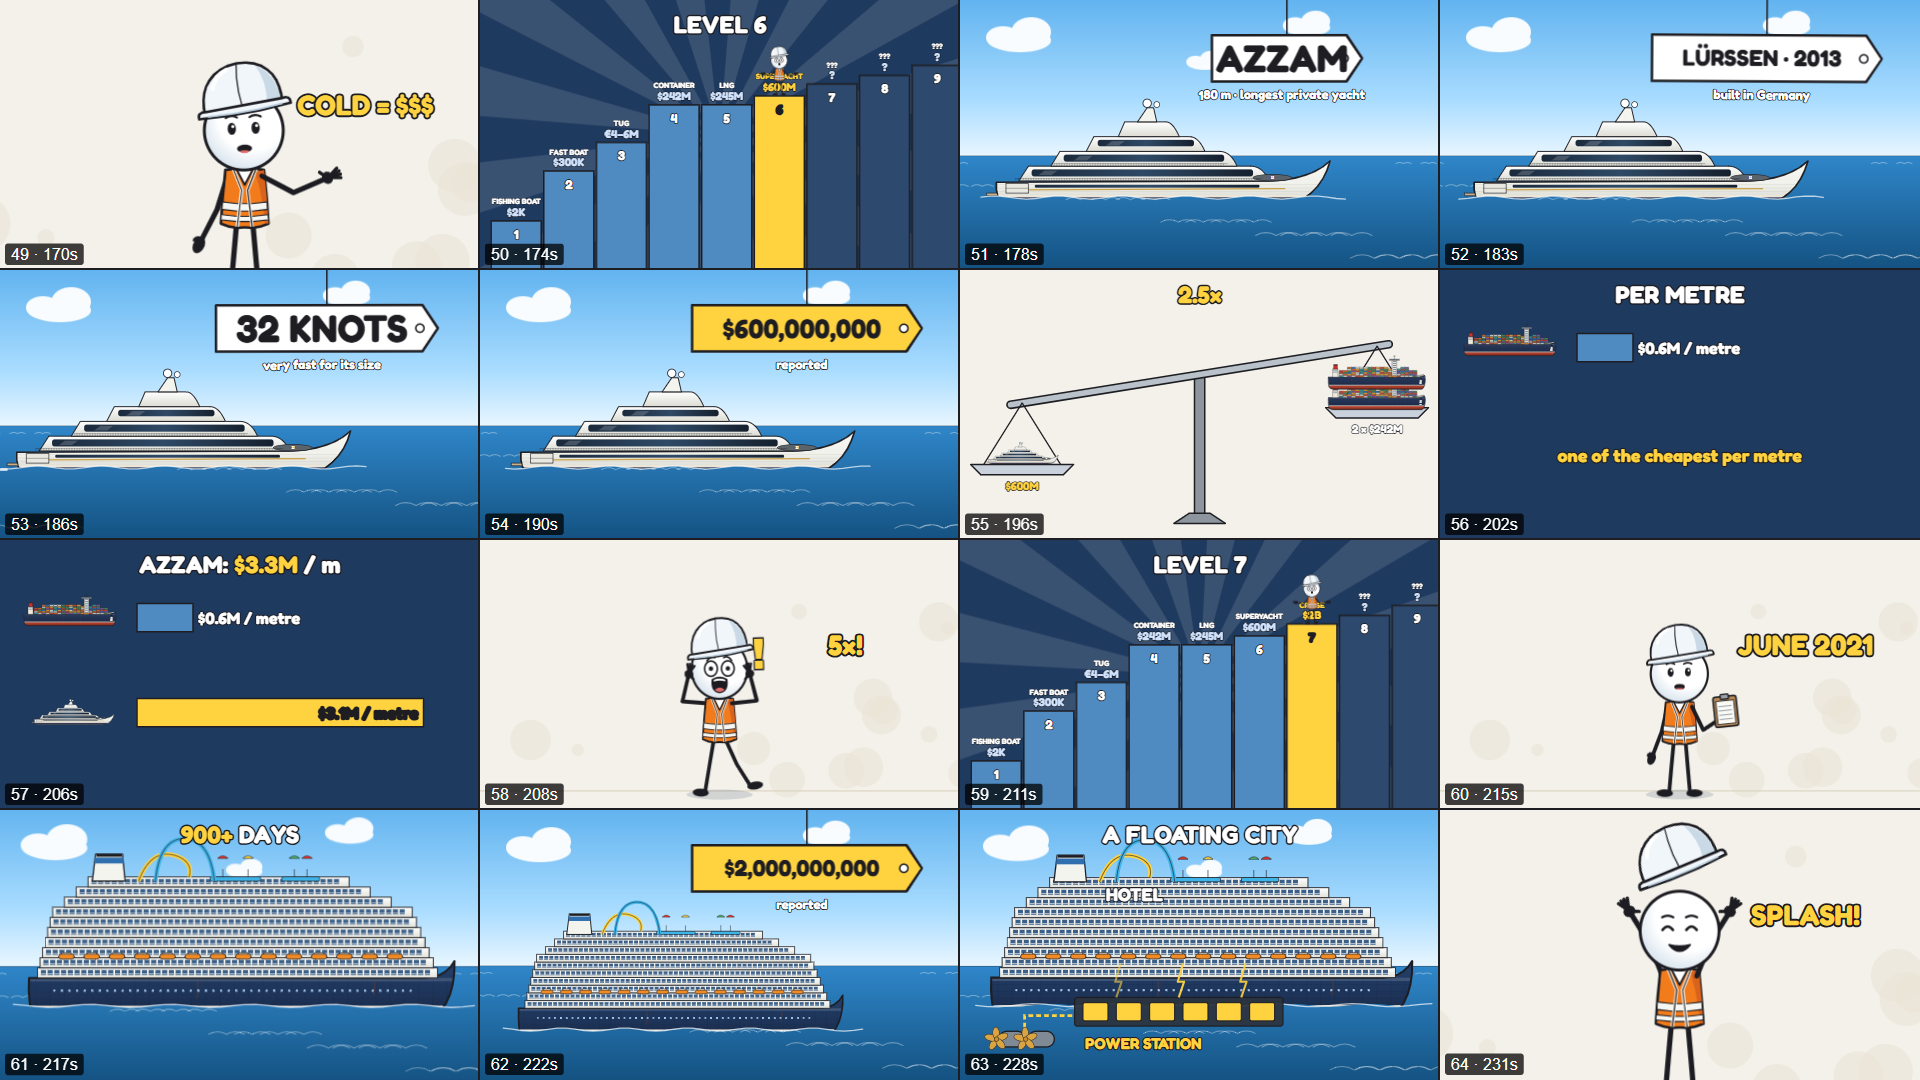 COLD = $$$
49 · 170s
LEVEL 6
???
?
9
???
?
8
???
?
7
$600M
6
CONTAINER
$242M
4
LNG
$245M
5
TUG
€4–6M
3
FAST BOAT
$300K
2
FISHING BOAT
$2K
1
50 · 174s
AZZAM
180 m · longest private yacht
51 · 178s
LÜRSSEN · 2013
built in Germany
52 · 183s
32 KNOTS
very fast for its size
53 · 186s
$600,000,000
reported
54 · 190s
2.5x
2 x $242M
$600M
55 · 196s
PER METRE
$0.6M / metre
one of the cheapest per metre
56 · 202s
AZZAM: $3.3M / m
$0.6M / metre
/ metre
57 · 206s
!
5x!
58 · 208s
LEVEL 7
???
?
9
???
?
8
$2B
7
SUPERYACHT
$600M
6
CONTAINER
$242M
4
LNG
$245M
5
TUG
€4–6M
3
FAST BOAT
$300K
2
FISHING BOAT
$2K
1
59 · 211s
JUNE 2021
60 · 215s
900+ DAYS
61 · 217s
$2,000,000,000
reported
62 · 222s
A FLOATING CITY
HOTEL
POWER STATION
63 · 228s
SPLASH!
64 · 231s